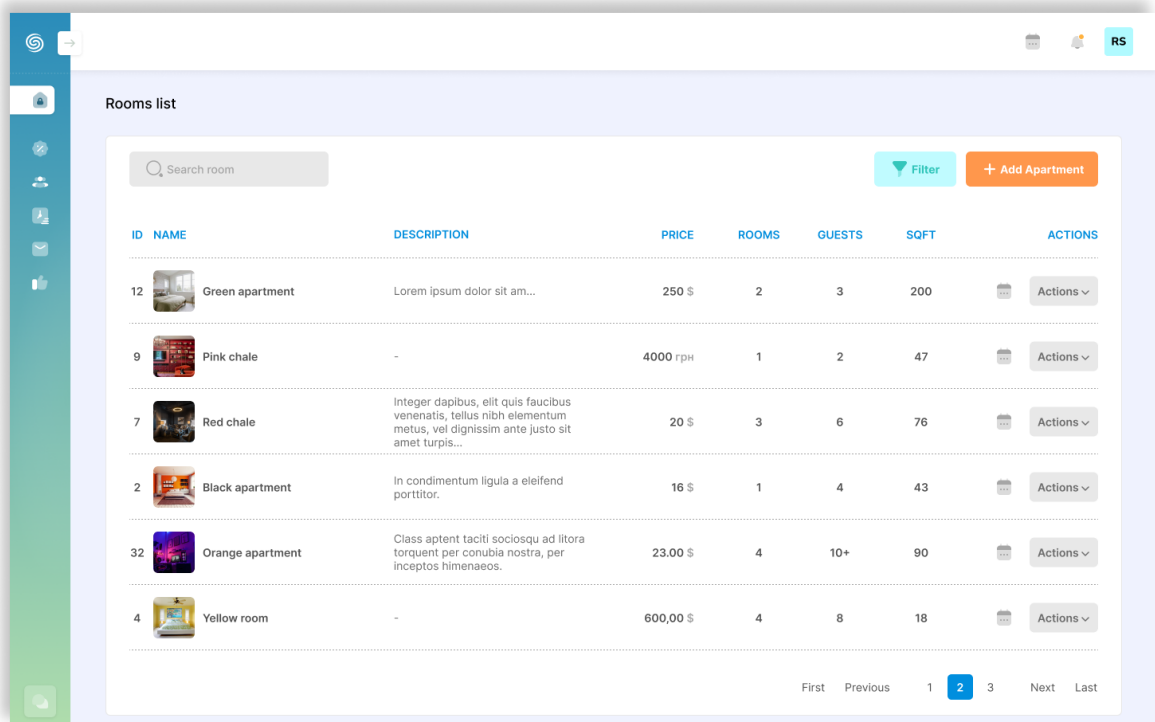 RS
Rooms list
Search room
Filter
+ Add Apartment
ID NAME DESCRIPTION PRICE ROOMS GUESTS SQFT ACTIONS
12 Green apartment Lorem ipsum dolor sit am... 250 $ 2 3 200 Actions
9 Pink chale - 4000 грн 1 2 47 Actions
7 Red chale Integer dapibus, elit quis faucibus
venenatis, tellus nibh elementum
metus, vel dignissim ante justo sit
amet turpis... 20 $ 3 6 76 Actions
2 Black apartment In condimentum ligula a eleifend
porttitor. 16 $ 1 4 43 Actions
32 Orange apartment Class aptent taciti sociosqu ad litora
torquent per conubia nostra, per
inceptos himenaeos. 23.00 $ 4 10+ 90 Actions
4 Yellow room - 600,00 $ 4 8 18 Actions
First Previous 1 2 3 Next Last